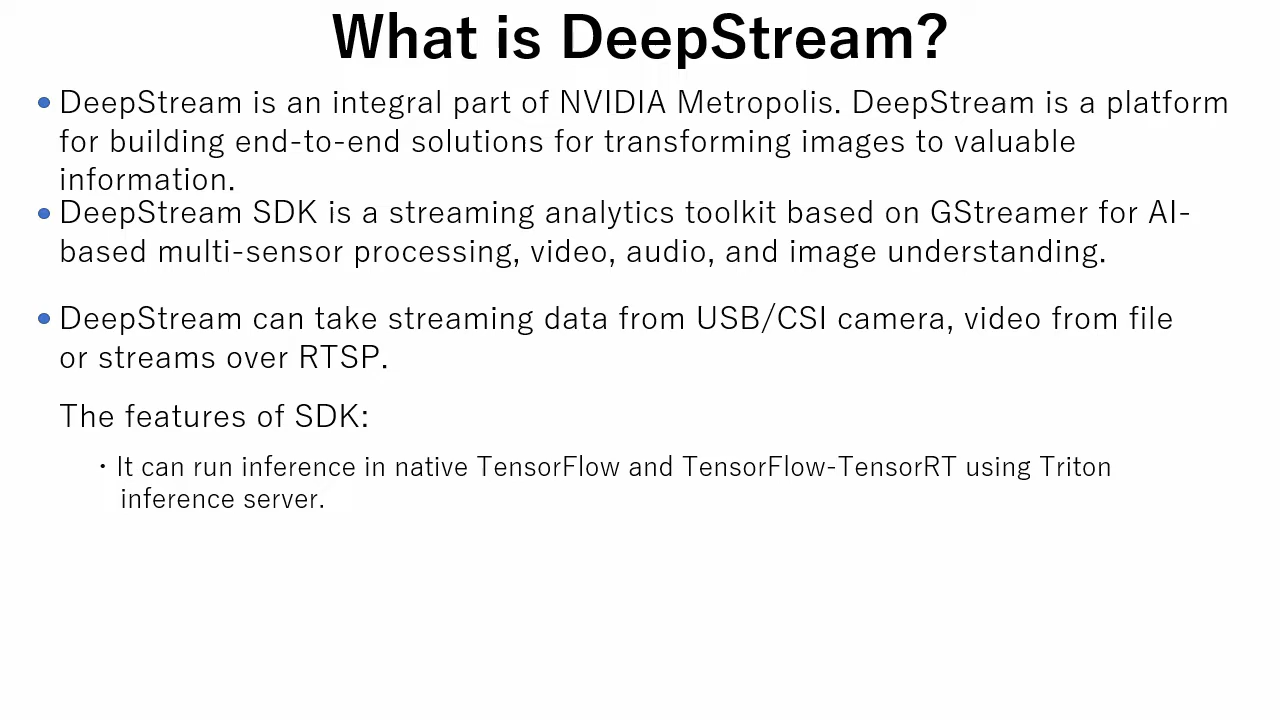 What is DeepStream?
• DeepStream is an integral part of NVIDIA Metropolis. DeepStream is a platform
for building end-to-end solutions for transforming images to valuable
information.
• DeepStream SDK is a streaming analytics toolkit based on GStreamer for AI-
based multi-sensor processing, video, audio, and image understanding.
• DeepStream can take streaming data from USB/CSI camera, video from file
or streams over RTSP.
The features of SDK:
・It can run inference in native TensorFlow and TensorFlow-TensorRT using Triton
inference server.